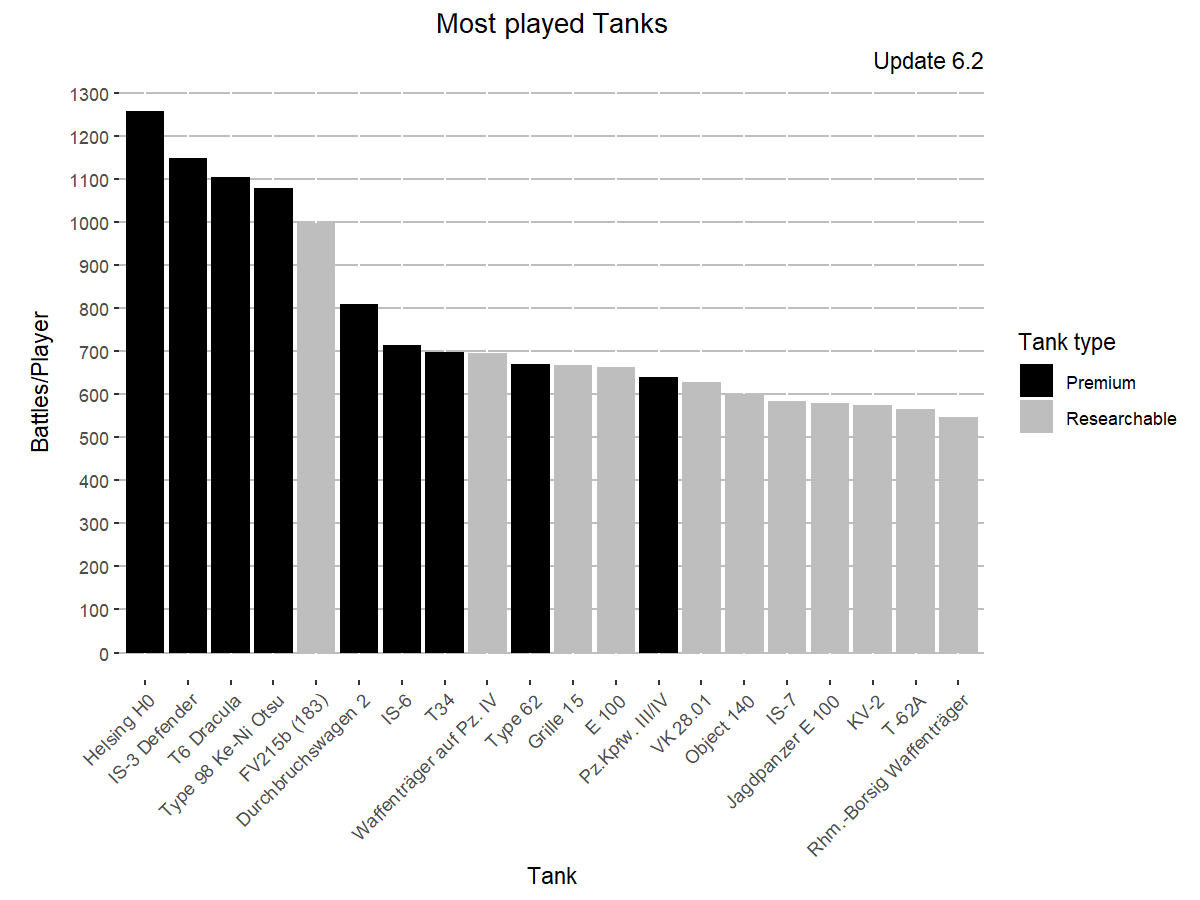 Most played Tanks
Update 6.2
Battles/Player
1300
1200
1100
1000
900
800
700
600
500
400
300
200
100
0
Helsing H0
IS-3 Defender
T6 Dracula
Type 98 Ke-Ni Otsu
FV215b (183)
Durchbruchswagen 2
IS-6
T34
Waffenträger auf Pz. IV
Type 62
Grille 15
E 100
Pz.Kpfw. III/IV
VK 28.01
Object 140
IS-7
Jagdpanzer E 100
KV-2
T-62A
Rhm.-Borsig Waffenträger
Tank
Tank type
Premium
Researchable